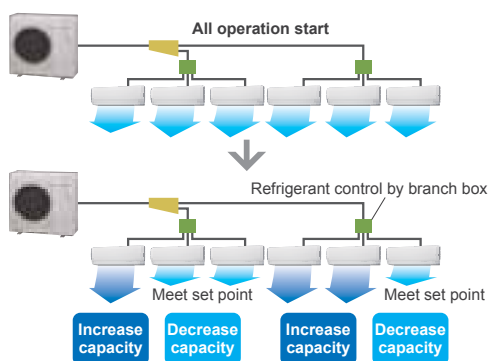 All operation start
Refrigerant control by branch box
Meet set point
Meet set point
Increase
capacity
Decrease
capacity
Increase
capacity
Decrease
capacity